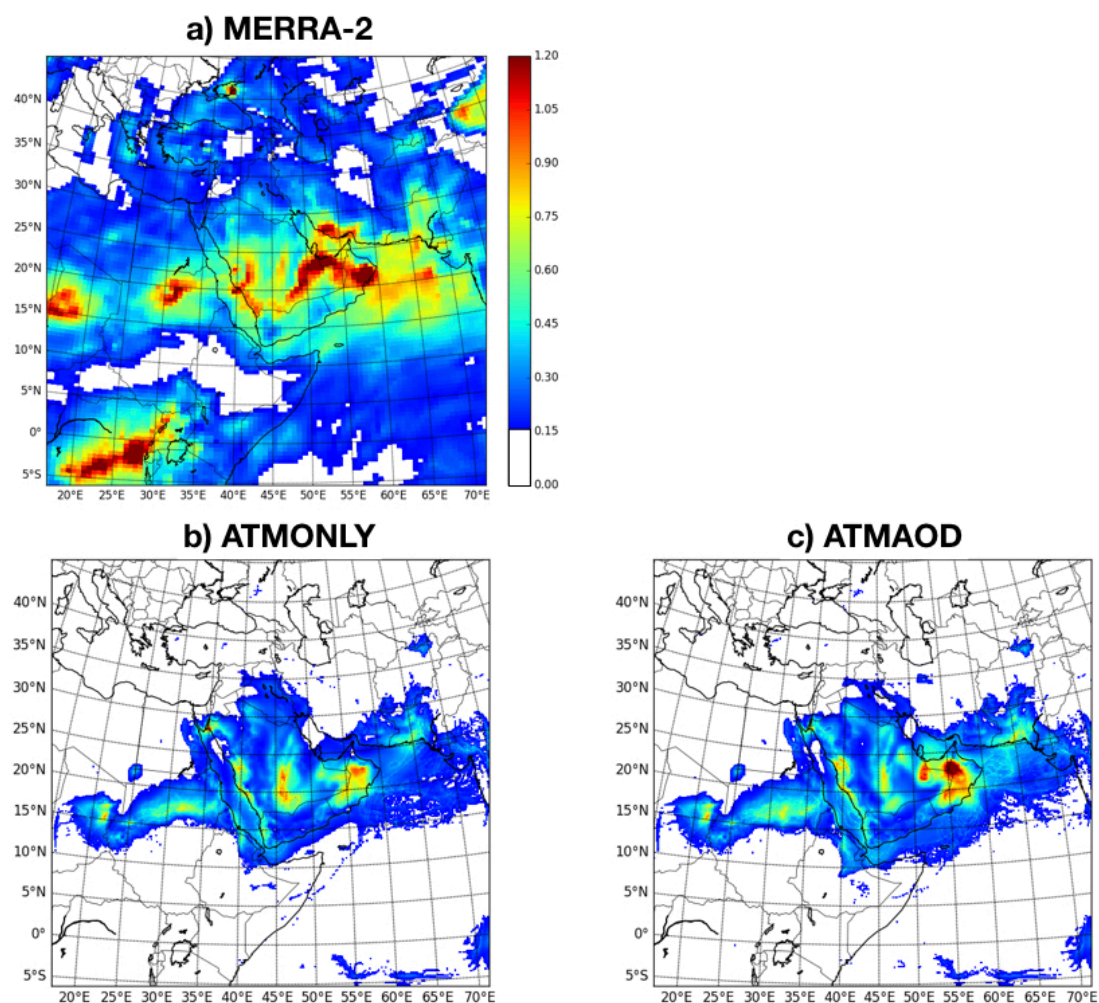 a) MERRA-2
40°N
35°N
30°N
25°N
20°N
15°N
10°N
5°N
0°
5°S
20°E 25°E 30°E 35°E 40°E 45°E 50°E 55°E 60°E 65°E 70°E
1.20
1.05
0.90
0.75
0.60
0.45
0.30
0.15
0.00
b) ATMONLY
40°N
35°N
30°N
25°N
20°N
15°N
10°N
5°N
0°
5°S
20°E 25°E 30°E 35°E 40°E 45°E 50°E 55°E 60°E 65°E 70°E
c) ATMAOD
40°N
35°N
30°N
25°N
20°N
15°N
10°N
5°N
0°
5°S
20°E 25°E 30°E 35°E 40°E 45°E 50°E 55°E 60°E 65°E 70°E